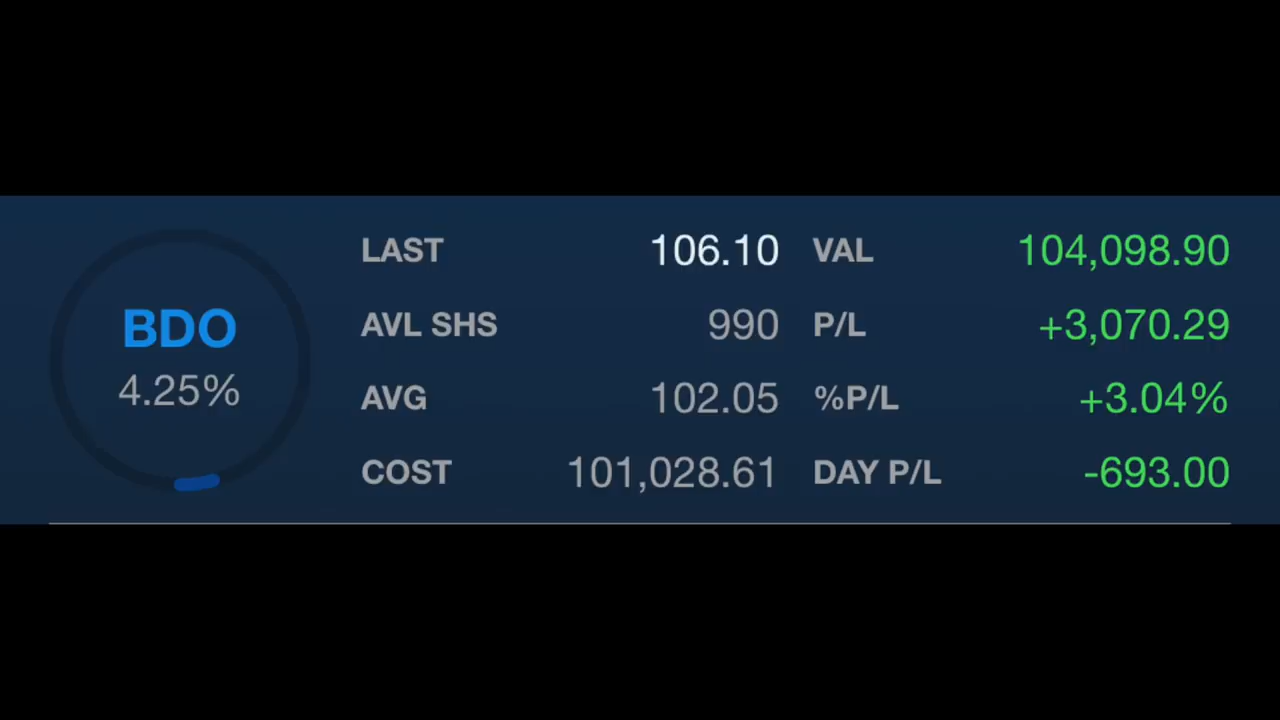 BDO
4.25%
LAST 106.10 VAL 104,098.90
AVL SHS 990 P/L +3,070.29
AVG 102.05 %P/L +3.04%
COST 101,028.61 DAY P/L -693.00